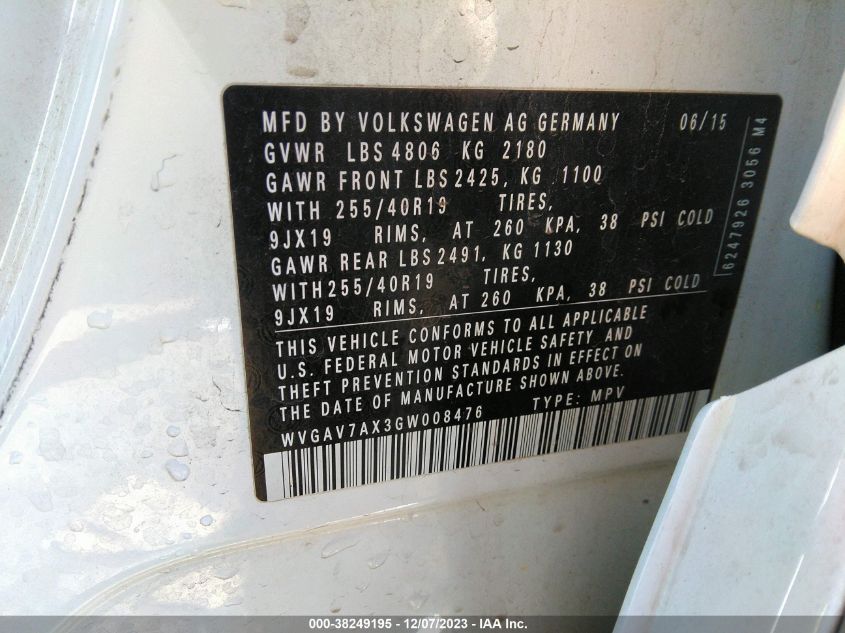 MFD BY VOLKSWAGEN AG GERMANY 06/15
GVWR LBS 4806 KG 2180
GAWR FRONT LBS 2425, KG 1100
WITH 255/40R19 TIRES,
9JX19 RIMS, AT 260 KPA, 38 PSI COLD
GAWR REAR LBS 2491, KG 1130
WITH 255/40R19 TIRES,
9JX19 RIMS, AT 260 KPA, 38 PSI COLD
THIS VEHICLE CONFORMS TO ALL APPLICABLE
U.S. FEDERAL MOTOR VEHICLE SAFETY AND
THEFT PREVENTION STANDARDS IN EFFECT ON
THE DATE OF MANUFACTURE SHOWN ABOVE.
WVGAV7AX3GW008476 TYPE: MPV
6247926 3056 M4
000-38249195 - 12/07/2023 - IAA Inc.